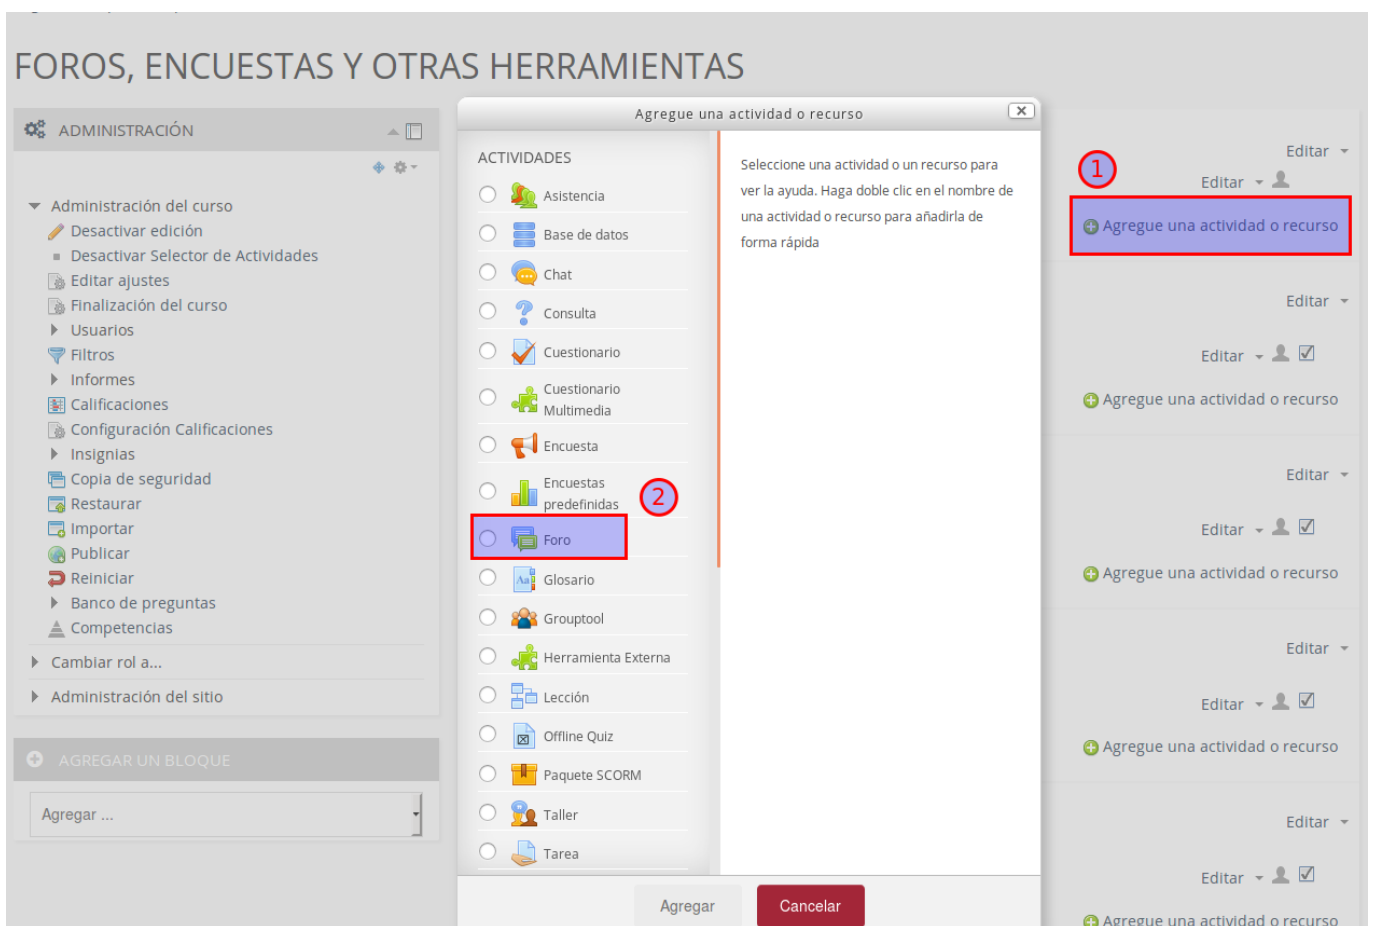 FOROS, ENCUESTAS Y OTRAS HERRAMIENTAS
ADMINISTRACIÓN
Administración del curso
Desactivar edición
Desactivar Selector de Actividades
Editar ajustes
Finalización del curso
Usuarios
Filtros
Informes
Calificaciones
Configuración Calificaciones
Insignias
Copia de seguridad
Restaurar
Importar
Publicar
Reiniciar
Banco de preguntas
Competencias
Cambiar rol a...
Administración del sitio
AGREGAR UN BLOQUE
Agregar ...
Agregue una actividad o recurso
ACTIVIDADES
Asistencia
Base de datos
Chat
Consulta
Cuestionario
Cuestionario
Multimedia
Encuesta
Encuestas
predefinidas
2
Foro
Glosario
Grouptool
Herramienta Externa
Lección
Offline Quiz
Paquete SCORM
Taller
Tarea
Seleccione una actividad o un recurso para
ver la ayuda. Haga doble clic en el nombre de
una actividad o recurso para añadirla de
forma rápida
Agregar
Cancelar
Editar
1
Editar
Agregue una actividad o recurso
Editar
Editar
Agregue una actividad o recurso
Editar
Editar
Agregue una actividad o recurso
Editar
Editar
Agregue una actividad o recurso
Editar
Editar
Agregue una actividad o recurso